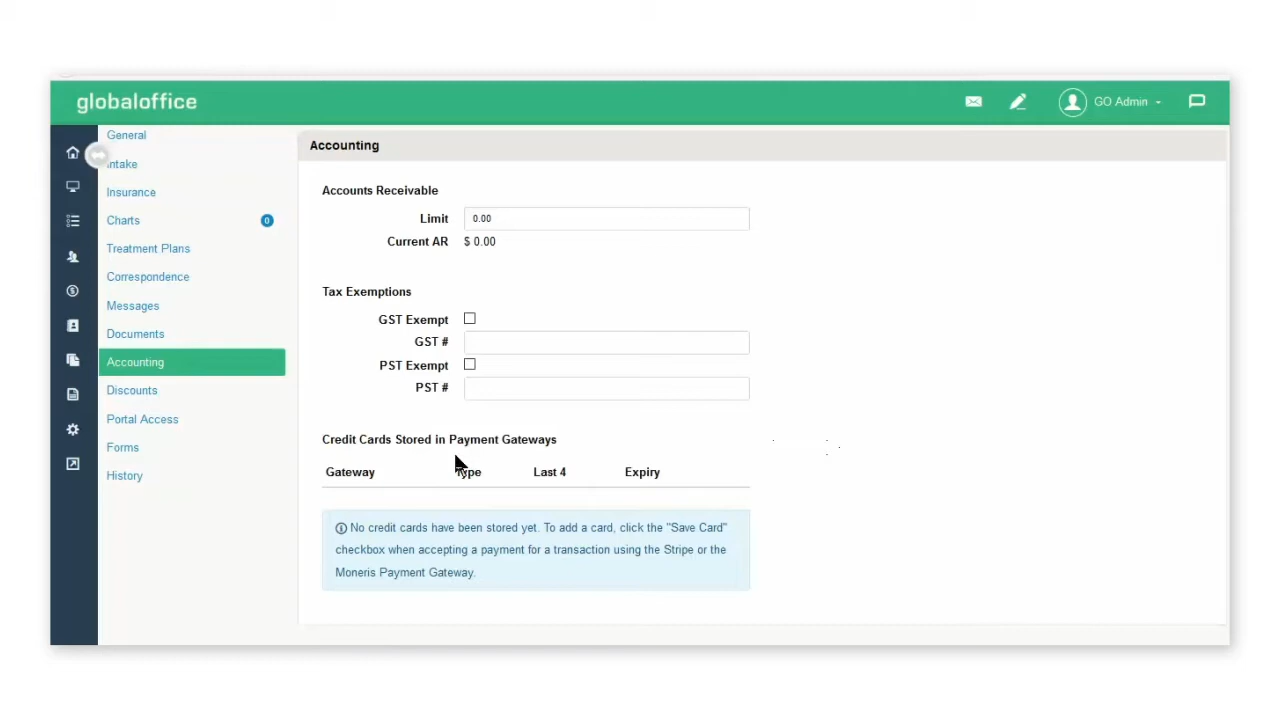 globaloffice
GO Admin
General
Intake
Insurance
Charts 0
Treatment Plans
Correspondence
Messages
Documents
Accounting
Discounts
Portal Access
Forms
History
Accounting
Accounts Receivable
Limit 0.00
Current AR $ 0.00
Tax Exemptions
GST Exempt
GST #
PST Exempt
PST #
Credit Cards Stored in Payment Gateways
Gateway Type Last 4 Expiry
No credit cards have been stored yet. To add a card, click the "Save Card"
checkbox when accepting a payment for a transaction using the Stripe or the
Moneris Payment Gateway.